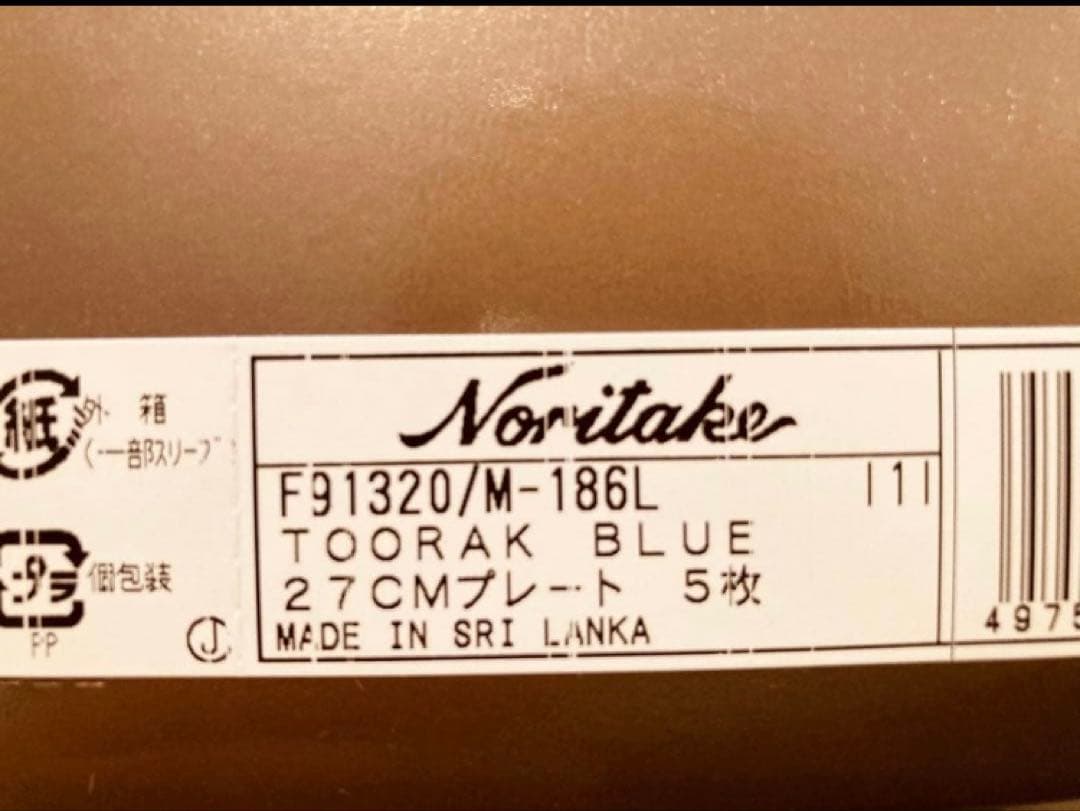 紙
外 箱
(一部スリーブ
プラ
個包装
PP
J
Noritake
F91320/M-186L |1|
TOORAK BLUE
27CMプレート 5枚
MADE IN SRI LANKA
4975